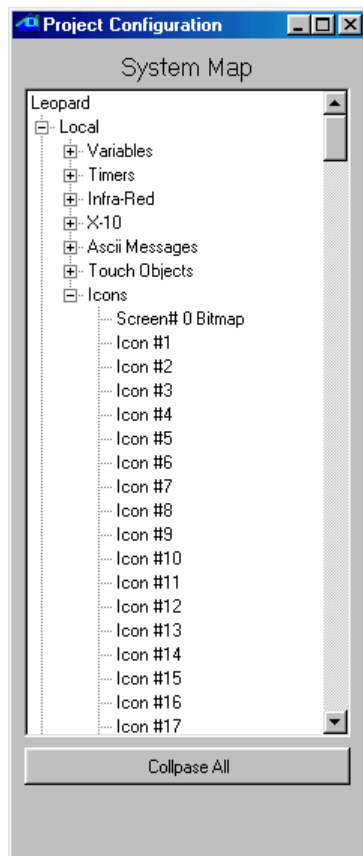 Project Configuration
System Map
Leopard
Local
Variables
Timers
Infra-Red
X-10
Ascii Messages
Touch Objects
Icons
Screen# 0 Bitmap
Icon #1
Icon #2
Icon #3
Icon #4
Icon #5
Icon #6
Icon #7
Icon #8
Icon #9
Icon #10
Icon #11
Icon #12
Icon #13
Icon #14
Icon #15
Icon #16
Icon #17
Collpase All